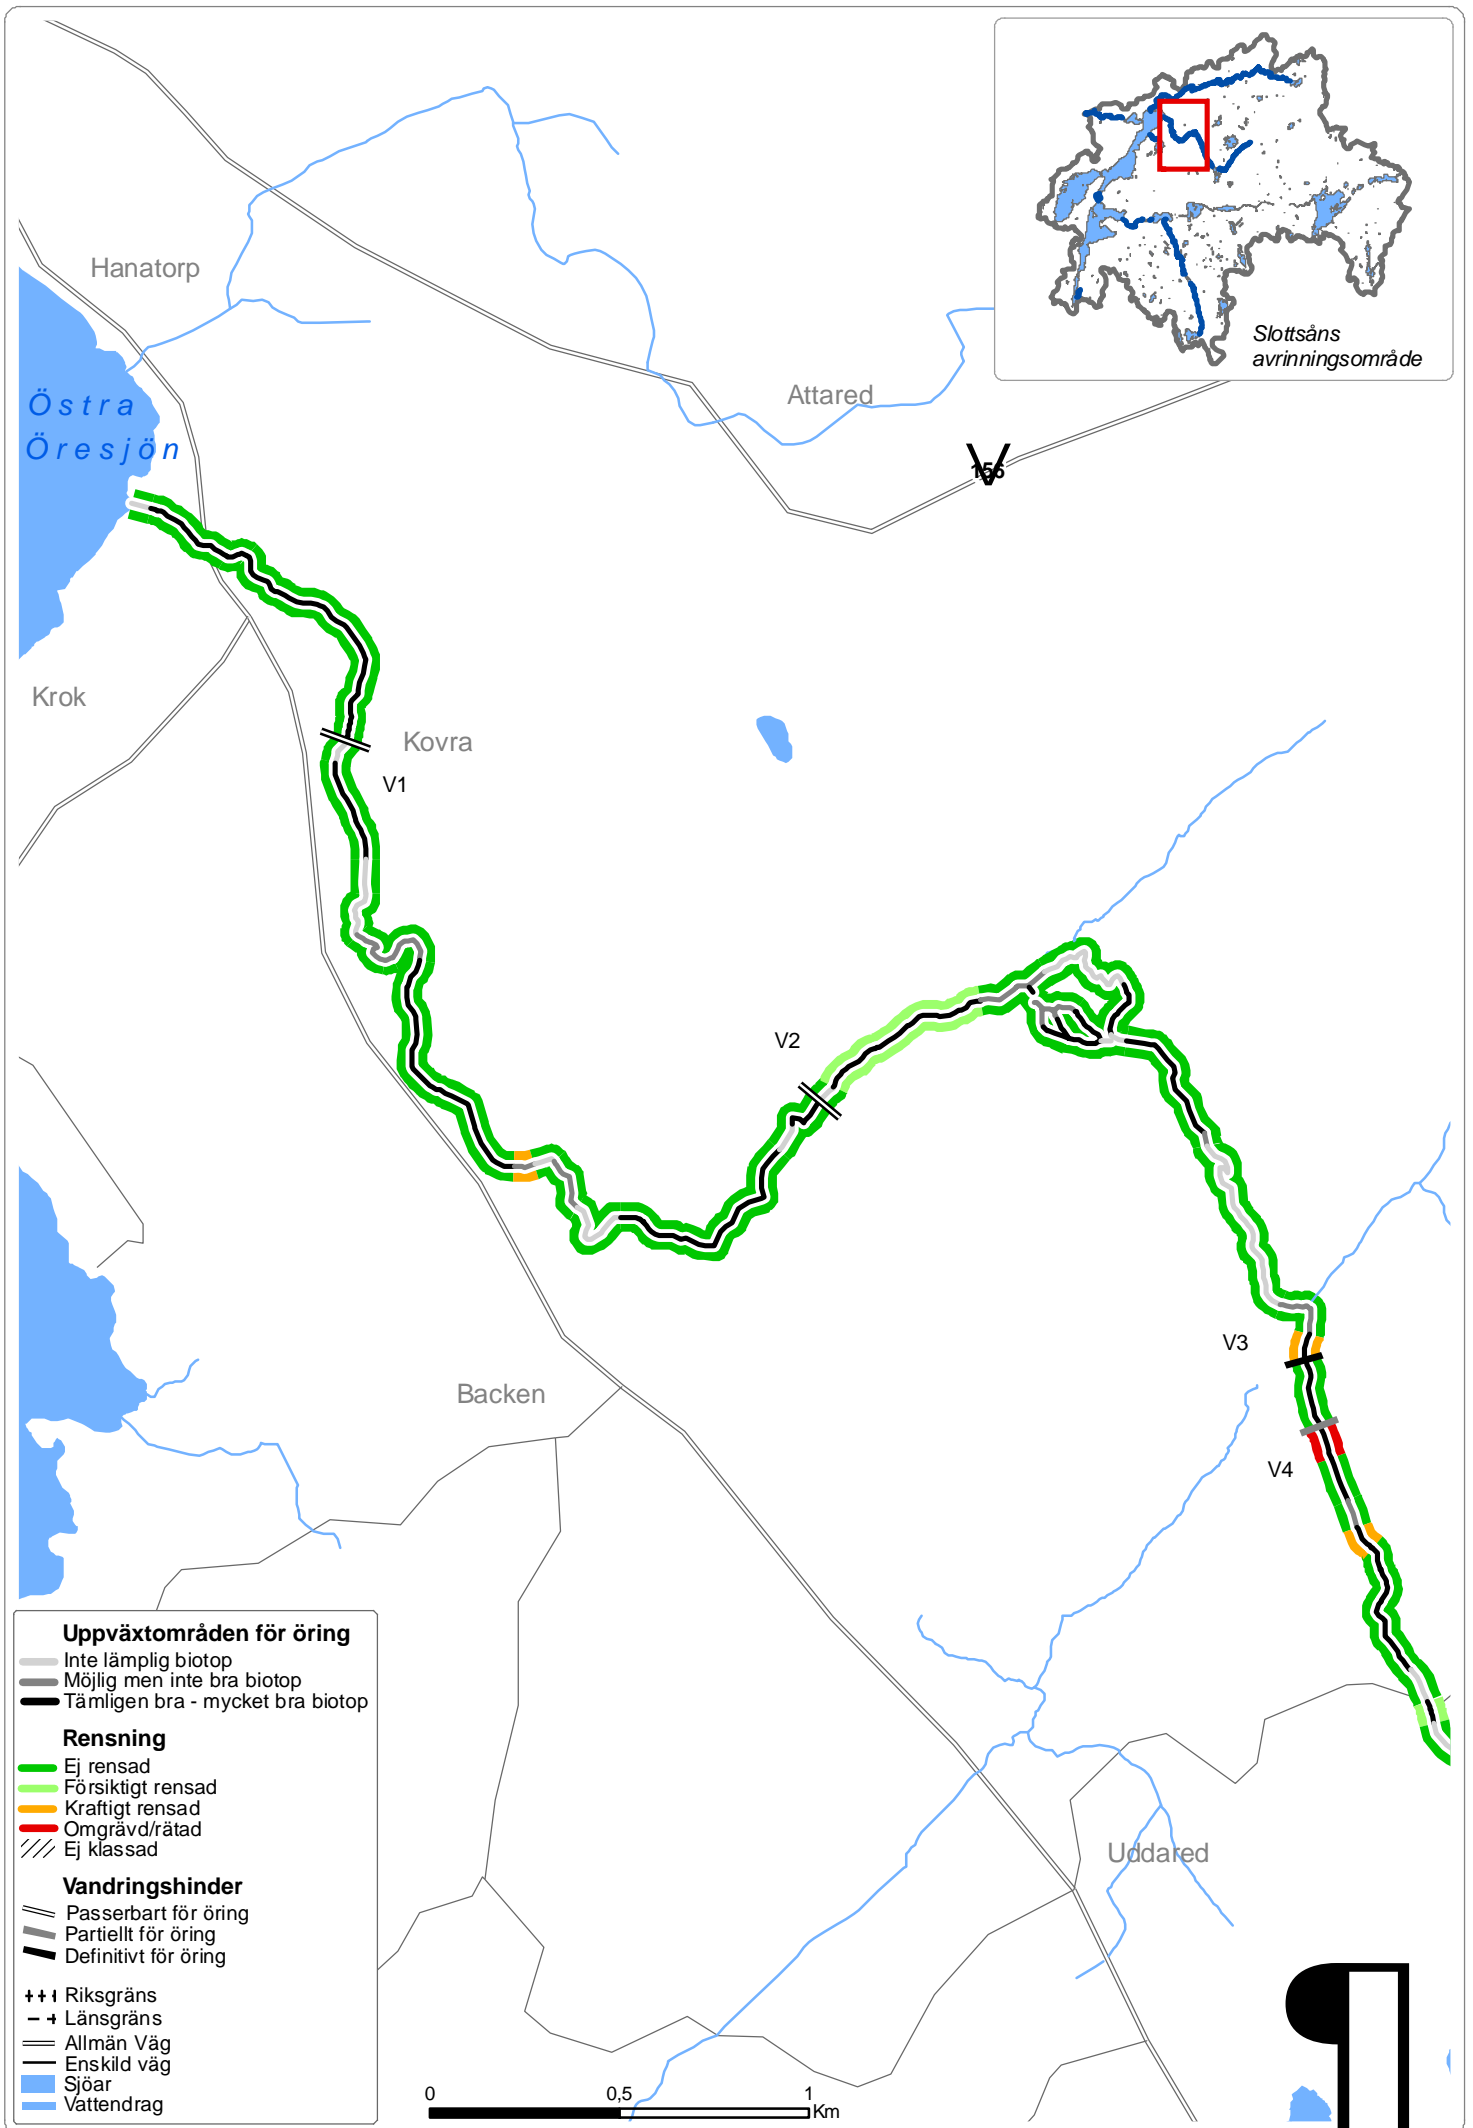 Slottsåns
avrinningsområde
Hanatorp
Östra
Öresjön
Attared
156
Krok
Kovra
V1
V2
V3
V4
Backen
Uddared
Uppväxtområden för öring
Inte lämplig biotop
Möjlig men inte bra biotop
Tämligen bra - mycket bra biotop
Rensning
Ej rensad
Försiktigt rensad
Kraftigt rensad
Omgrävd/rätad
Ej klassad
Vandringshinder
Passerbart för öring
Partiellt för öring
Definitivt för öring
Riksgräns
Länsgräns
Allmän Väg
Enskild väg
Sjöar
Vattendrag
0 0,5 1
Km
¶